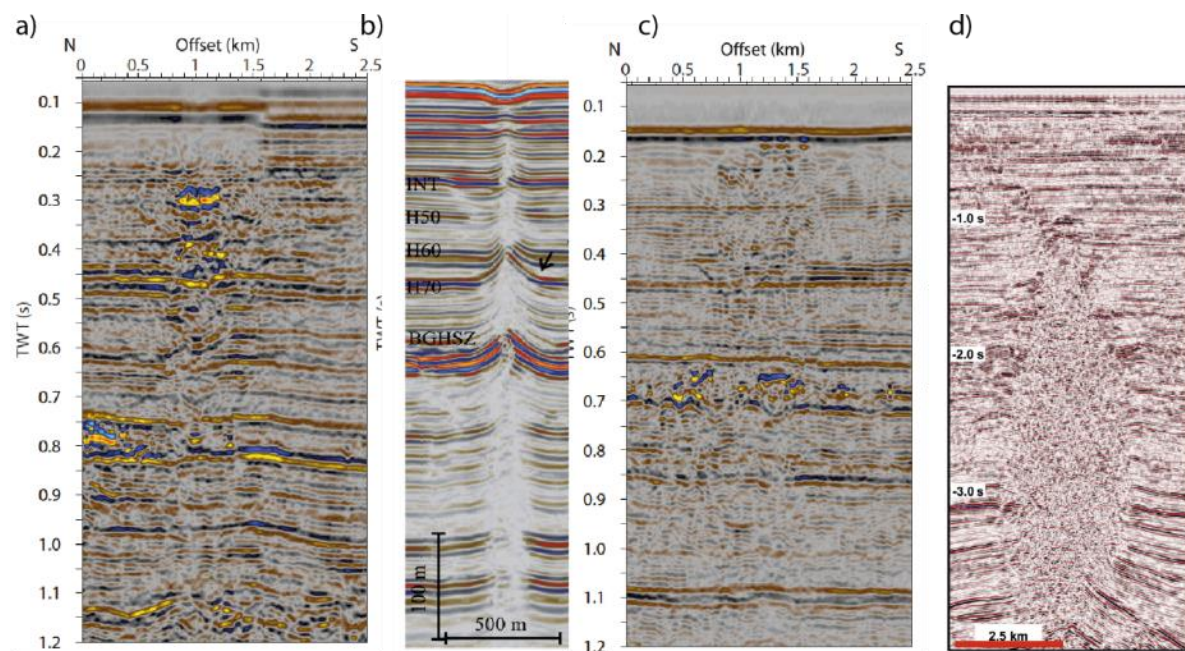 a)
N
Offset (km)
S
0 0.5 1 1.5 2 2.5
TWT (s)
0.1
0.2
0.3
0.4
0.5
0.6
0.7
0.8
0.9
1.0
1.1
1.2
b)
INT
H50
H60
H70
BGHSZ
100 m
500 m
c)
N
Offset (km)
S
0 0.5 1 1.5 2 2.5
0.1
0.2
0.3
0.4
0.5
0.6
0.7
0.8
0.9
1.0
1.1
1.2
d)
-1.0 s
-2.0 s
-3.0 s
2.5 km